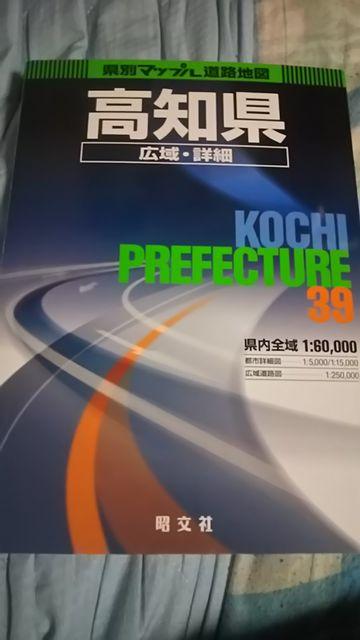 県別マップル道路地図
高知県
広域・詳細
KOCHI
PREFECTURE
39
県内全域 1:60,000
都市詳細図 1:5,000/1:15,000
広域道路図 1:250,000
昭文社